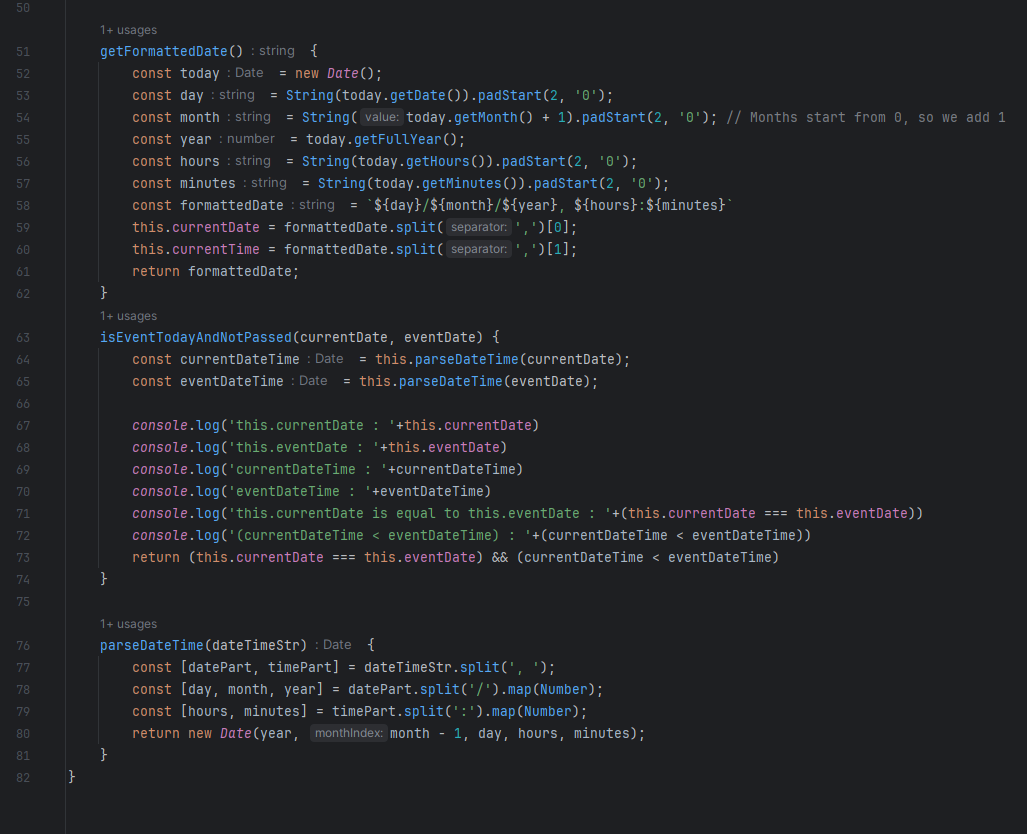 50
1+ usages
51 getFormattedDate() : string {
52 const today : Date = new Date();
53 const day : string = String(today.getDate()).padStart(2, '0');
54 const month : string = String( value: today.getMonth() + 1).padStart(2, '0'); // Months start from 0, so we add 1
55 const year : number = today.getFullYear();
56 const hours : string = String(today.getHours()).padStart(2, '0');
57 const minutes : string = String(today.getMinutes()).padStart(2, '0');
58 const formattedDate : string = `${day}/${month}/${year}, ${hours}:${minutes}`
59 this.currentDate = formattedDate.split( separator: ',')[0];
60 this.currentTime = formattedDate.split( separator: ',')[1];
61 return formattedDate;
62 }
1+ usages
63 isEventTodayAndNotPassed(currentDate, eventDate) {
64 const currentDateTime : Date = this.parseDateTime(currentDate);
65 const eventDateTime : Date = this.parseDateTime(eventDate);
66
67 console.log('this.currentDate : '+this.currentDate)
68 console.log('this.eventDate : '+this.eventDate)
69 console.log('currentDateTime : '+currentDateTime)
70 console.log('eventDateTime : '+eventDateTime)
71 console.log('this.currentDate is equal to this.eventDate : '+(this.currentDate === this.eventDate))
72 console.log('(currentDateTime < eventDateTime) : '+(currentDateTime < eventDateTime))
73 return (this.currentDate === this.eventDate) && (currentDateTime < eventDateTime)
74 }
75
1+ usages
76 parseDateTime(dateTimeStr) : Date {
77 const [datePart, timePart] = dateTimeStr.split(', ');
78 const [day, month, year] = datePart.split('/').map(Number);
79 const [hours, minutes] = timePart.split(':').map(Number);
80 return new Date(year, monthIndex: month - 1, day, hours, minutes);
81 }
82 }